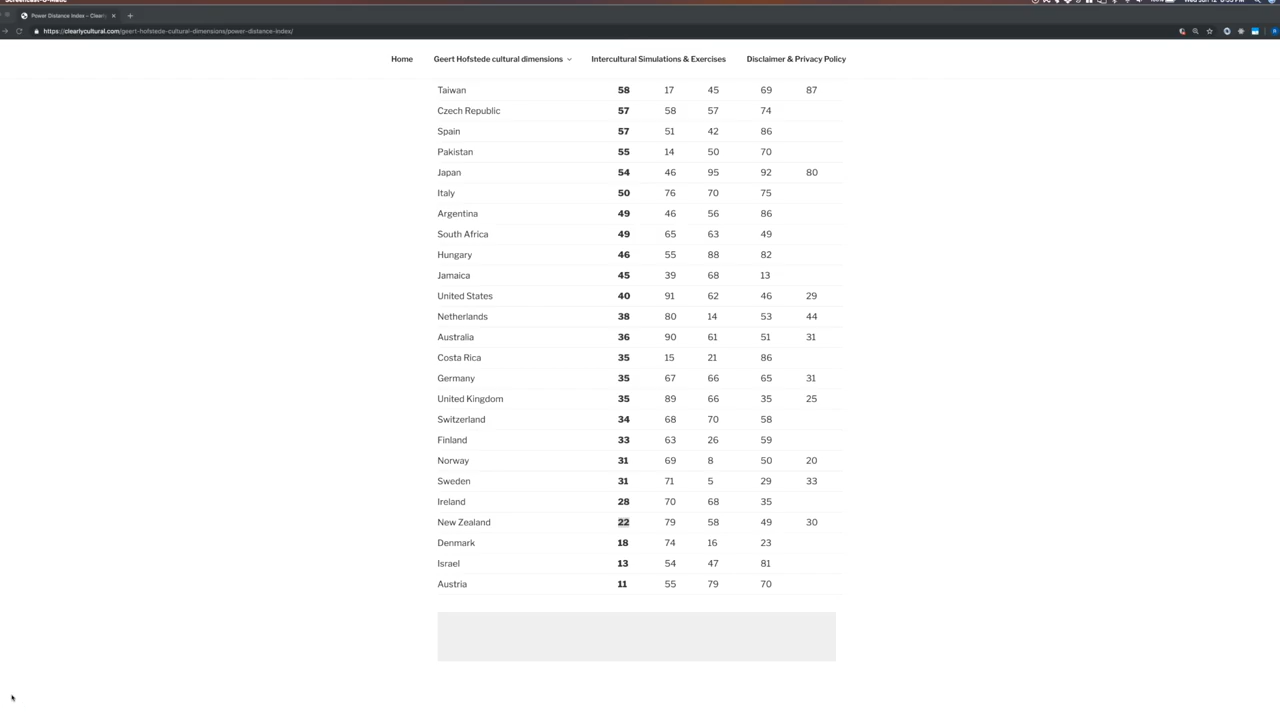 Screencast-O-Matic
Power Distance Index – Clearly
https://clearlycultural.com/geert-hofstede-cultural-dimensions/power-distance-index/
Home Geert Hofstede cultural dimensions Intercultural Simulations & Exercises Disclaimer & Privacy Policy
Taiwan 58 17 45 69 87
Czech Republic 57 58 57 74
Spain 57 51 42 86
Pakistan 55 14 50 70
Japan 54 46 95 92 80
Italy 50 76 70 75
Argentina 49 46 56 86
South Africa 49 65 63 49
Hungary 46 55 88 82
Jamaica 45 39 68 13
United States 40 91 62 46 29
Netherlands 38 80 14 53 44
Australia 36 90 61 51 31
Costa Rica 35 15 21 86
Germany 35 67 66 65 31
United Kingdom 35 89 66 35 25
Switzerland 34 68 70 58
Finland 33 63 26 59
Norway 31 69 8 50 20
Sweden 31 71 5 29 33
Ireland 28 70 68 35
New Zealand 22 79 58 49 30
Denmark 18 74 16 23
Israel 13 54 47 81
Austria 11 55 79 70